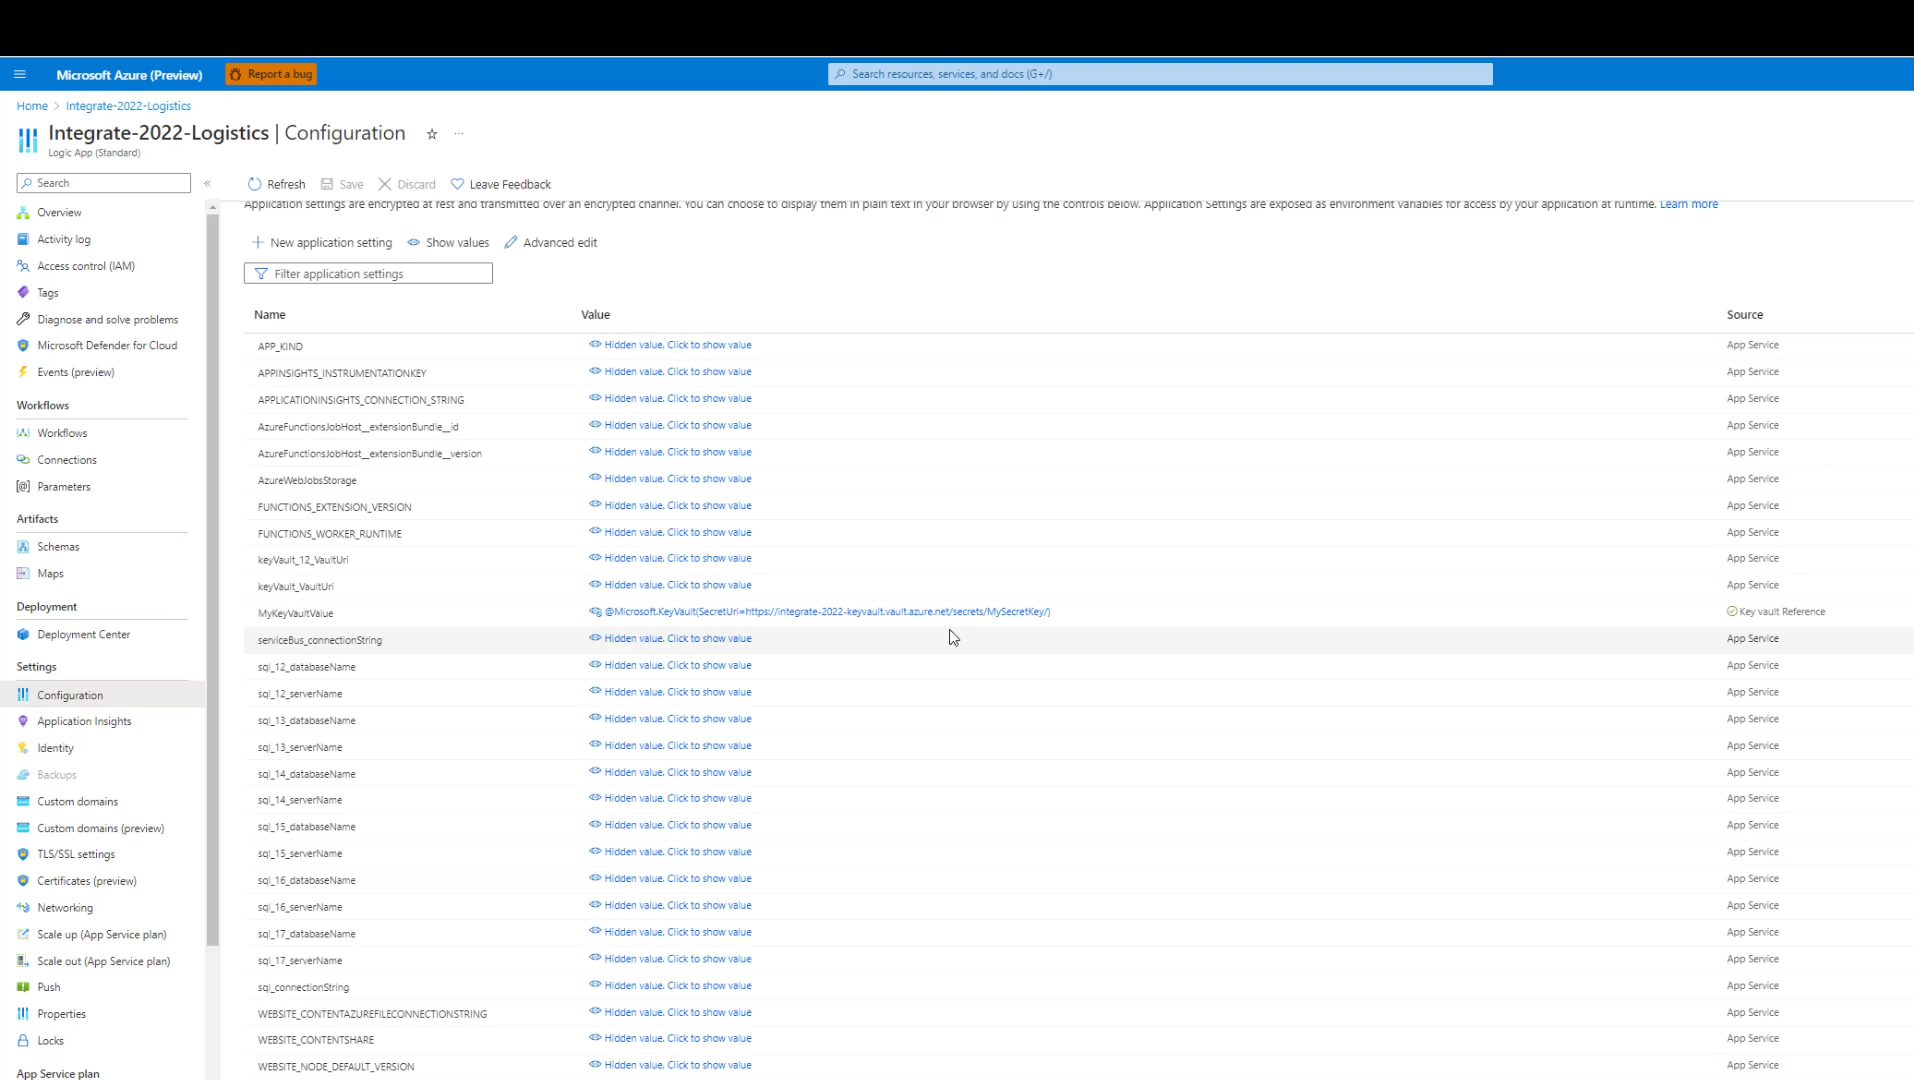 Microsoft Azure (Preview)
Report a bug
Search resources, services, and docs (G+/)
Home > Integrate-2022-Logistics
Integrate-2022-Logistics | Configuration
Logic App (Standard)
Search
Refresh Save Discard Leave Feedback
Application settings are encrypted at rest and transmitted over an encrypted channel. You can choose to display them in plain text in your browser by using the controls below. Application Settings are exposed as environment variables for access by your application at runtime. Learn more
New application setting Show values Advanced edit
Filter application settings
Overview
Activity log
Access control (IAM)
Tags
Diagnose and solve problems
Microsoft Defender for Cloud
Events (preview)
Workflows
Workflows
Connections
Parameters
Artifacts
Schemas
Maps
Deployment
Deployment Center
Settings
Configuration
Application Insights
Identity
Backups
Custom domains
Custom domains (preview)
TLS/SSL settings
Certificates (preview)
Networking
Scale up (App Service plan)
Scale out (App Service plan)
Push
Properties
Locks
App Service plan
Name Value Source
APP_KIND Hidden value. Click to show value App Service
APPINSIGHTS_INSTRUMENTATIONKEY Hidden value. Click to show value App Service
APPLICATIONINSIGHTS_CONNECTION_STRING Hidden value. Click to show value App Service
AzureFunctionsJobHost__extensionBundle__id Hidden value. Click to show value App Service
AzureFunctionsJobHost__extensionBundle__version Hidden value. Click to show value App Service
AzureWebJobsStorage Hidden value. Click to show value App Service
FUNCTIONS_EXTENSION_VERSION Hidden value. Click to show value App Service
FUNCTIONS_WORKER_RUNTIME Hidden value. Click to show value App Service
keyVault_12_VaultUri Hidden value. Click to show value App Service
keyVault_VaultUri Hidden value. Click to show value App Service
MyKeyVaultValue @Microsoft.KeyVault(SecretUri=https://integrate-2022-keyvault.vault.azure.net/secrets/MySecretKey/) Key vault Reference
serviceBus_connectionString Hidden value. Click to show value App Service
sql_12_databaseName Hidden value. Click to show value App Service
sql_12_serverName Hidden value. Click to show value App Service
sql_13_databaseName Hidden value. Click to show value App Service
sql_13_serverName Hidden value. Click to show value App Service
sql_14_databaseName Hidden value. Click to show value App Service
sql_14_serverName Hidden value. Click to show value App Service
sql_15_databaseName Hidden value. Click to show value App Service
sql_15_serverName Hidden value. Click to show value App Service
sql_16_databaseName Hidden value. Click to show value App Service
sql_16_serverName Hidden value. Click to show value App Service
sql_17_databaseName Hidden value. Click to show value App Service
sql_17_serverName Hidden value. Click to show value App Service
sql_connectionString Hidden value. Click to show value App Service
WEBSITE_CONTENTAZUREFILECONNECTIONSTRING Hidden value. Click to show value App Service
WEBSITE_CONTENTSHARE Hidden value. Click to show value App Service
WEBSITE_NODE_DEFAULT_VERSION Hidden value. Click to show value App Service